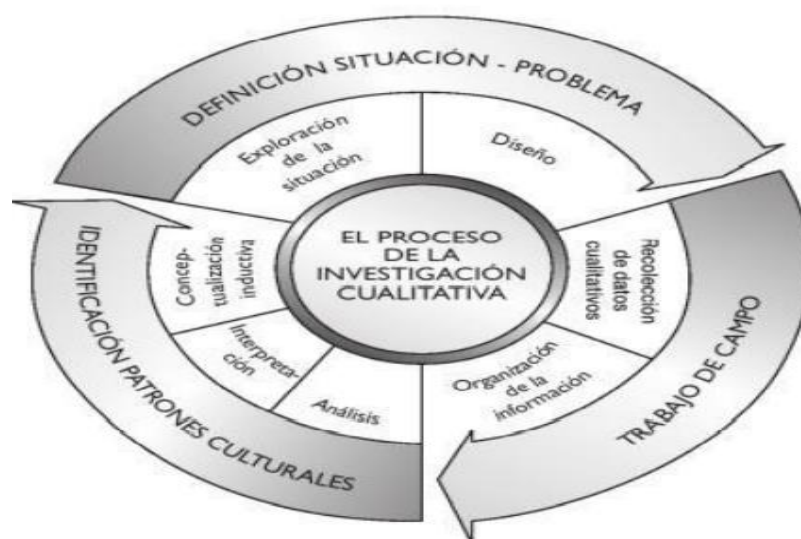 DEFINICIÓN SITUACIÓN - PROBLEMA
Exploración
de la
situación
Diseño
EL PROCESO
DE LA
INVESTIGACIÓN
CUALITATIVA
Recolección
de datos
cualitativos
Organización
de la
información
TRABAJO DE CAMPO
Análisis
Interpreta-
ción
Concep-
tualización
inductiva
IDENTIFICACIÓN PATRONES CULTURALES